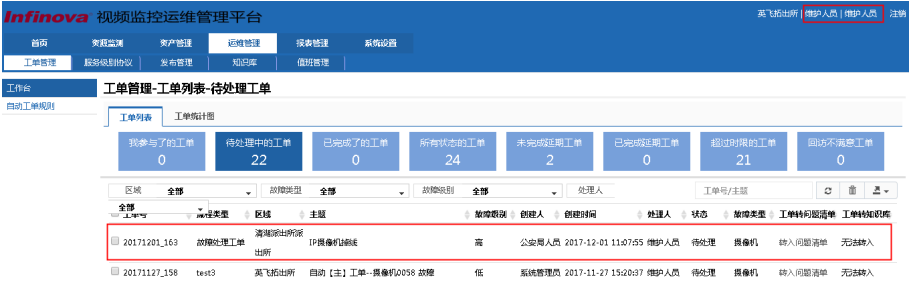 Infinova 视频监控运维管理平台
英飞拓出所 | 维护人员 | 维护人员 注销
首页 资源监测 资产管理 运维管理 报表管理 系统设置
工单管理 服务级别协议 发布管理 知识库 值班管理
工作台
自动工单规则
工单管理-工单列表-待处理工单
工单列表 工单统计图
我参与了的工单 待处理中的工单 已完成了的工单 所有状态的工单 未完成延期工单 已完成延期工单 超过时限的工单 回访不满意工单
0 22 0 24 2 0 21 0
区域 全部 故障类型 全部 故障级别 全部 处理人 工单号/主题
全部
工单号 流程类型 区域 主题 故障级别 创建人 创建时间 处理人 状态 故障类型 工单转问题清单 工单转知识库
20171201_163 故障处理工单 清湖派出所派出所 IP摄像机掉线 高 公安局人员 2017-12-01 11:07:55 维护人员 待处理 摄像机 转入问题清单 无法转入
20171127_158 test3 英飞拓出所 自动【主】工单--摄像机0058 故障 低 系统管理员 2017-11-27 15:20:37 维护人员 待处理 摄像机 转入问题清单 无法转入